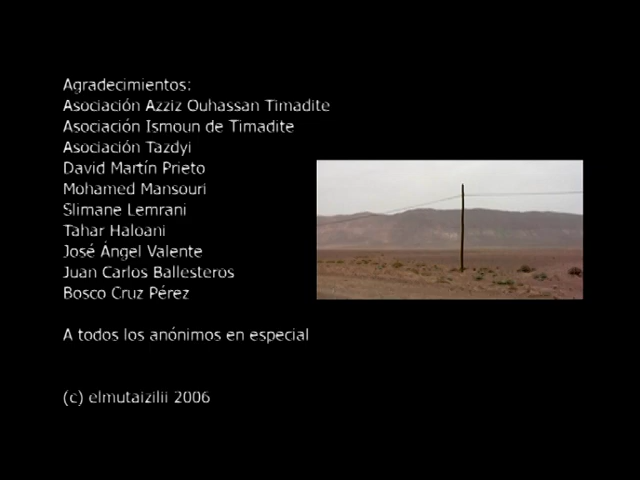 Agradecimientos:
Asociación Azziz Ouhassan Timadite
Asociación Ismoun de Timadite
Asociación Tazdyi
David Martín Prieto
Mohamed Mansouri
Slimane Lemrani
Tahar Haloani
José Ángel Valente
Juan Carlos Ballesteros
Bosco Cruz Pérez
A todos los anónimos en especial
(c) elmutaizilii 2006